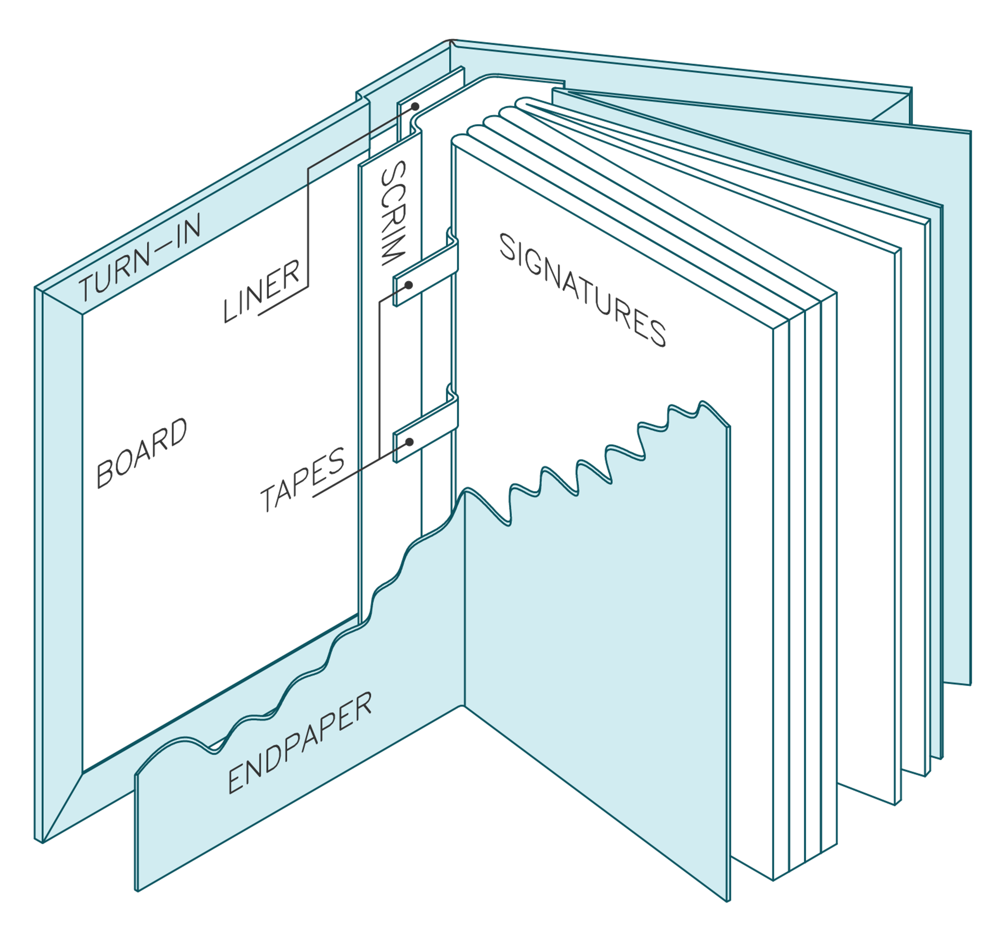 TURN-IN
LINER
SCRIM
SIGNATURES
BOARD
TAPES
ENDPAPER